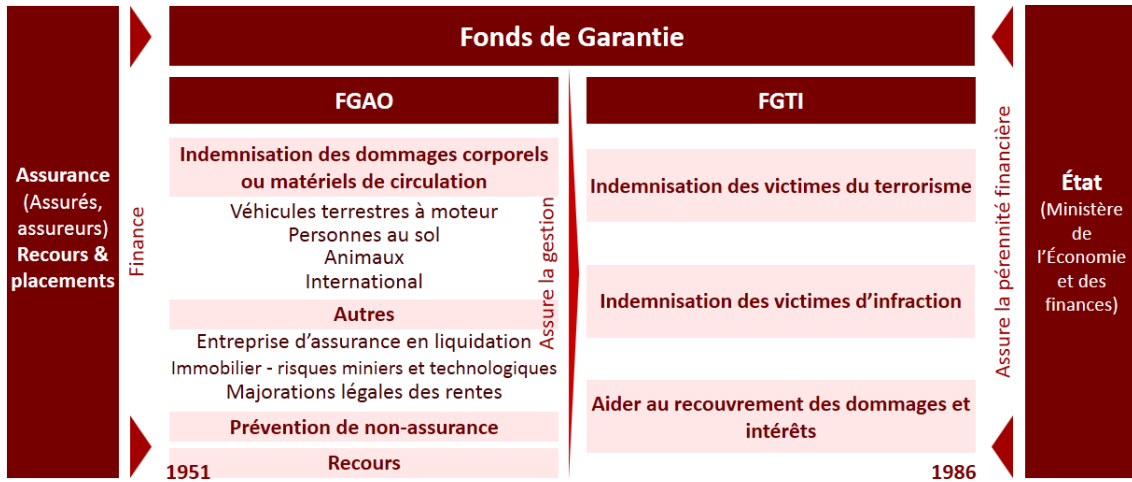 Fonds de Garantie
Assurance
(Assurés,
assureurs)
Recours &
placements
Finance
FGAO
Indemnisation des dommages corporels
ou matériels de circulation
Véhicules terrestres à moteur
Personnes au sol
Animaux
International
Autres
Entreprise d’assurance en liquidation
Immobilier - risques miniers et technologiques
Majorations légales des rentes
Prévention de non-assurance
Recours
1951
Assure la gestion
FGTI
Indemnisation des victimes du terrorisme
Indemnisation des victimes d’infraction
Aider au recouvrement des dommages et
intérêts
1986
Assure la pérennité financière
État
(Ministère
de
l’Économie
et des
finances)